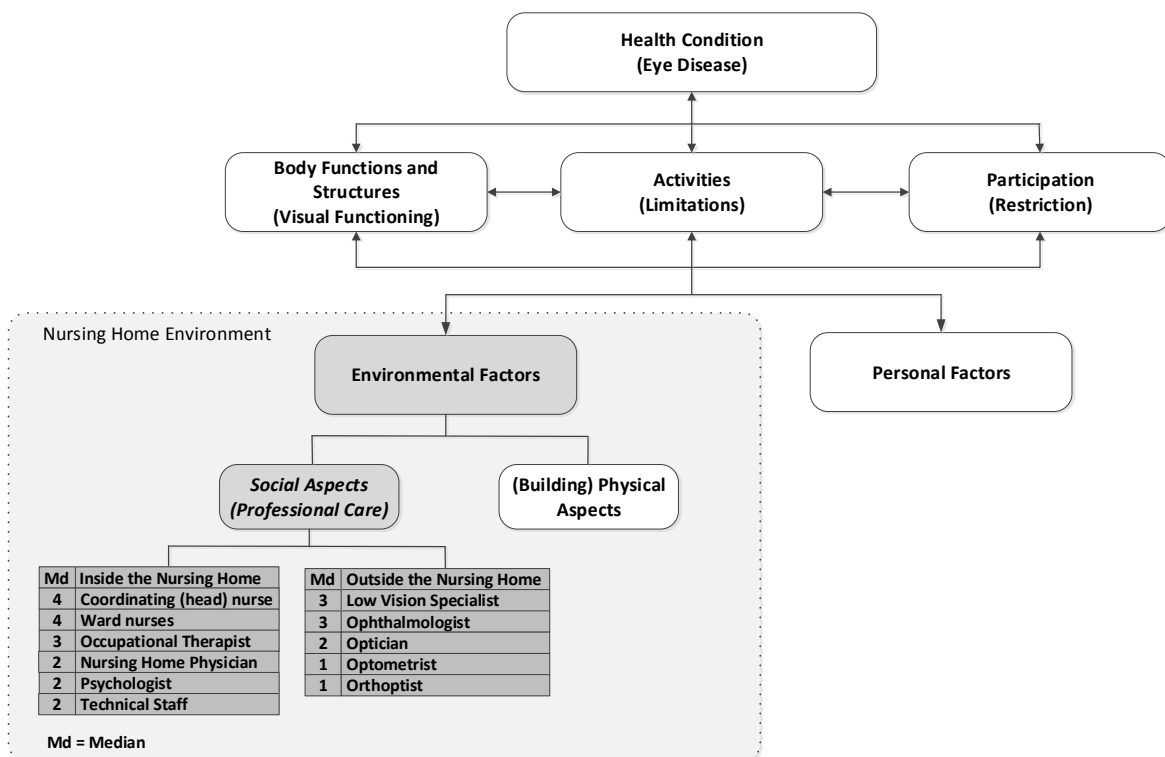 Health Condition
(Eye Disease)
Body Functions and
Structures
(Visual Functioning)
Activities
(Limitations)
Participation
(Restriction)
Nursing Home Environment
Environmental Factors
Personal Factors
Social Aspects
(Professional Care)
(Building) Physical
Aspects
Md Inside the Nursing Home
4 Coordinating (head) nurse
4 Ward nurses
3 Occupational Therapist
2 Nursing Home Physician
2 Psychologist
2 Technical Staff
Md Outside the Nursing Home
3 Low Vision Specialist
3 Ophthalmologist
2 Optician
1 Optometrist
1 Orthoptist
Md = Median